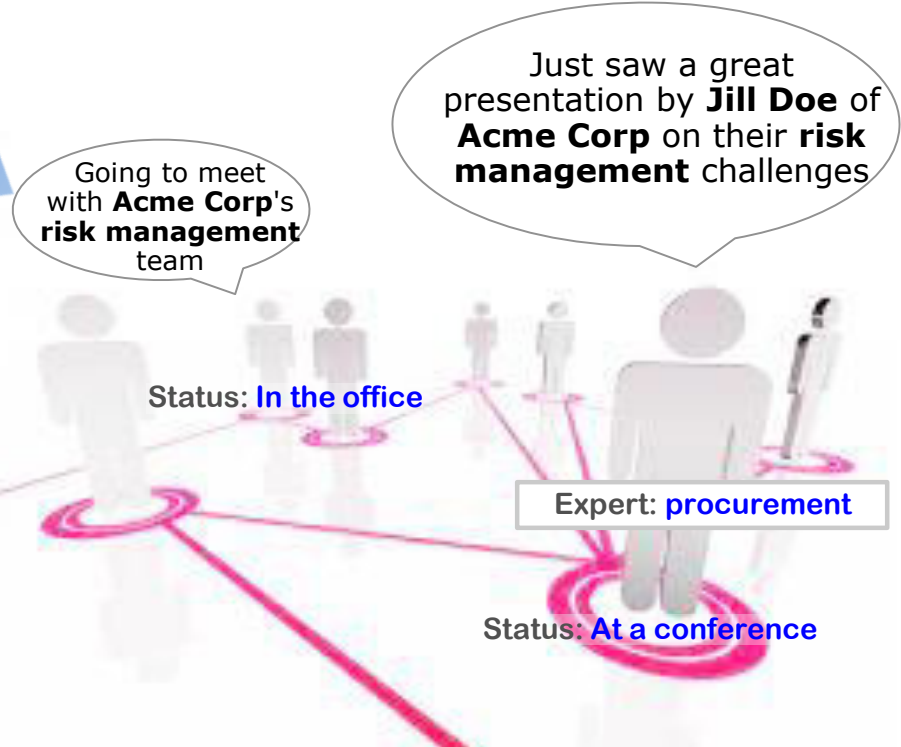 Just saw a great
presentation by Jill Doe of
Acme Corp on their risk
management challenges
Going to meet
with Acme Corp's
risk management
team
Status: In the office
Expert: procurement
Status: At a conference